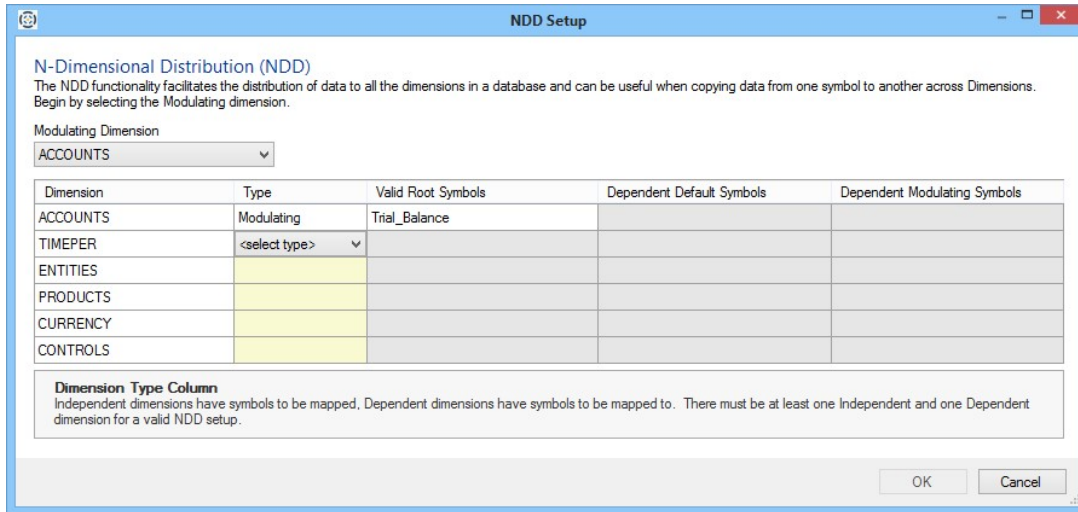 NDD Setup
N-Dimensional Distribution (NDD)
The NDD functionality facilitates the distribution of data to all the dimensions in a database and can be useful when copying data from one symbol to another across Dimensions.
Begin by selecting the Modulating dimension.
Modulating Dimension
ACCOUNTS
Dimension Type Valid Root Symbols Dependent Default Symbols Dependent Modulating Symbols
ACCOUNTS Modulating Trial_Balance
TIMEPER <select type>
ENTITIES
PRODUCTS
CURRENCY
CONTROLS
Dimension Type Column
Independent dimensions have symbols to be mapped, Dependent dimensions have symbols to be mapped to. There must be at least one Independent and one Dependent
dimension for a valid NDD setup.
OK Cancel